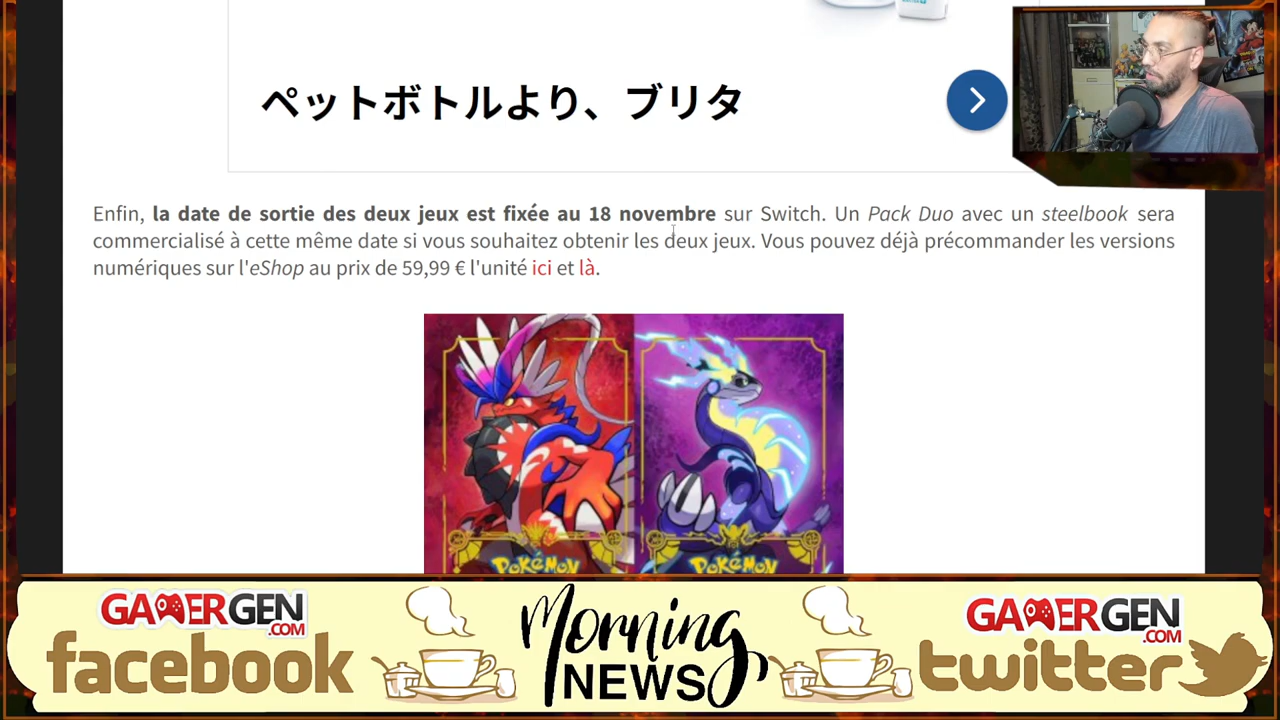 ペットボトルより、ブリタ
Enfin, la date de sortie des deux jeux est fixée au 18 novembre sur Switch. Un Pack Duo avec un steelbook sera
commercialisé à cette même date si vous souhaitez obtenir les deux jeux. Vous pouvez déjà précommander les versions
numériques sur l'eShop au prix de 59,99 € l'unité ici et là.
POKéMON
POKéMON
GAMERGEN
.COM
facebook
Morning
NEWS
GAMERGEN
.COM
twitter